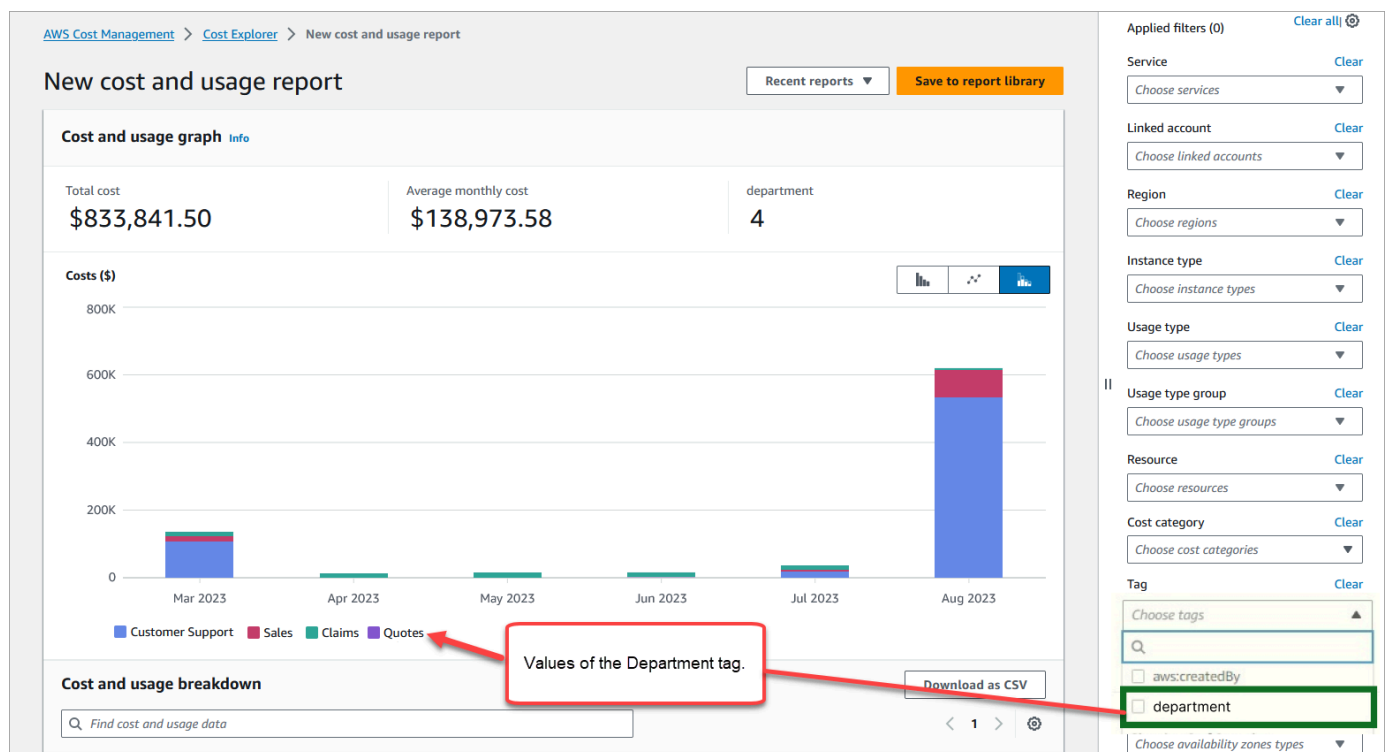 AWS Cost Management > Cost Explorer > New cost and usage report
New cost and usage report
Recent reports
Save to report library
Cost and usage graph Info
Total cost
$833,841.50
Average monthly cost
$138,973.58
department
4
Costs ($)
800K
600K
400K
200K
0
Mar 2023 Apr 2023 May 2023 Jun 2023 Jul 2023 Aug 2023
Customer Support Sales Claims Quotes
Values of the Department tag.
Cost and usage breakdown
Download as CSV
Find cost and usage data
< 1 >
Applied filters (0) Clear all
Service Clear
Choose services
Linked account Clear
Choose linked accounts
Region Clear
Choose regions
Instance type Clear
Choose instance types
Usage type Clear
Choose usage types
Usage type group Clear
Choose usage type groups
Resource Clear
Choose resources
Cost category Clear
Choose cost categories
Tag Clear
Choose tags
aws:createdBy
department
Choose availability zones types